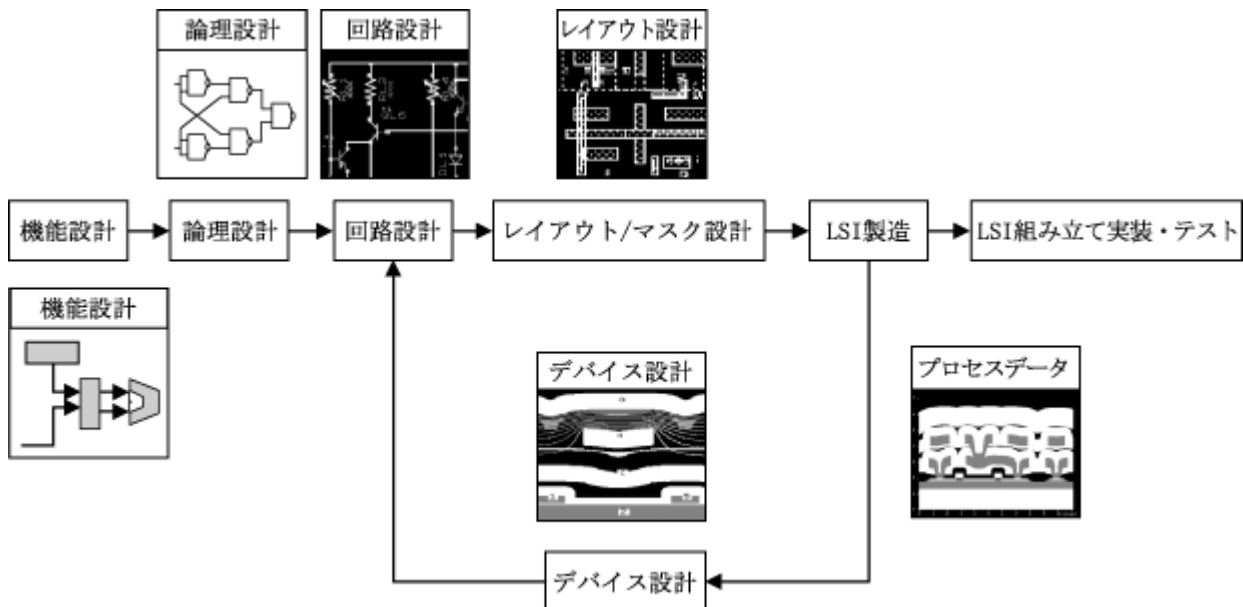 論理設計
回路設計
レイアウト設計
機能設計
論理設計
回路設計
レイアウト/マスク設計
LSI製造
LSI組み立て実装・テスト
機能設計
デバイス設計
プロセスデータ
デバイス設計